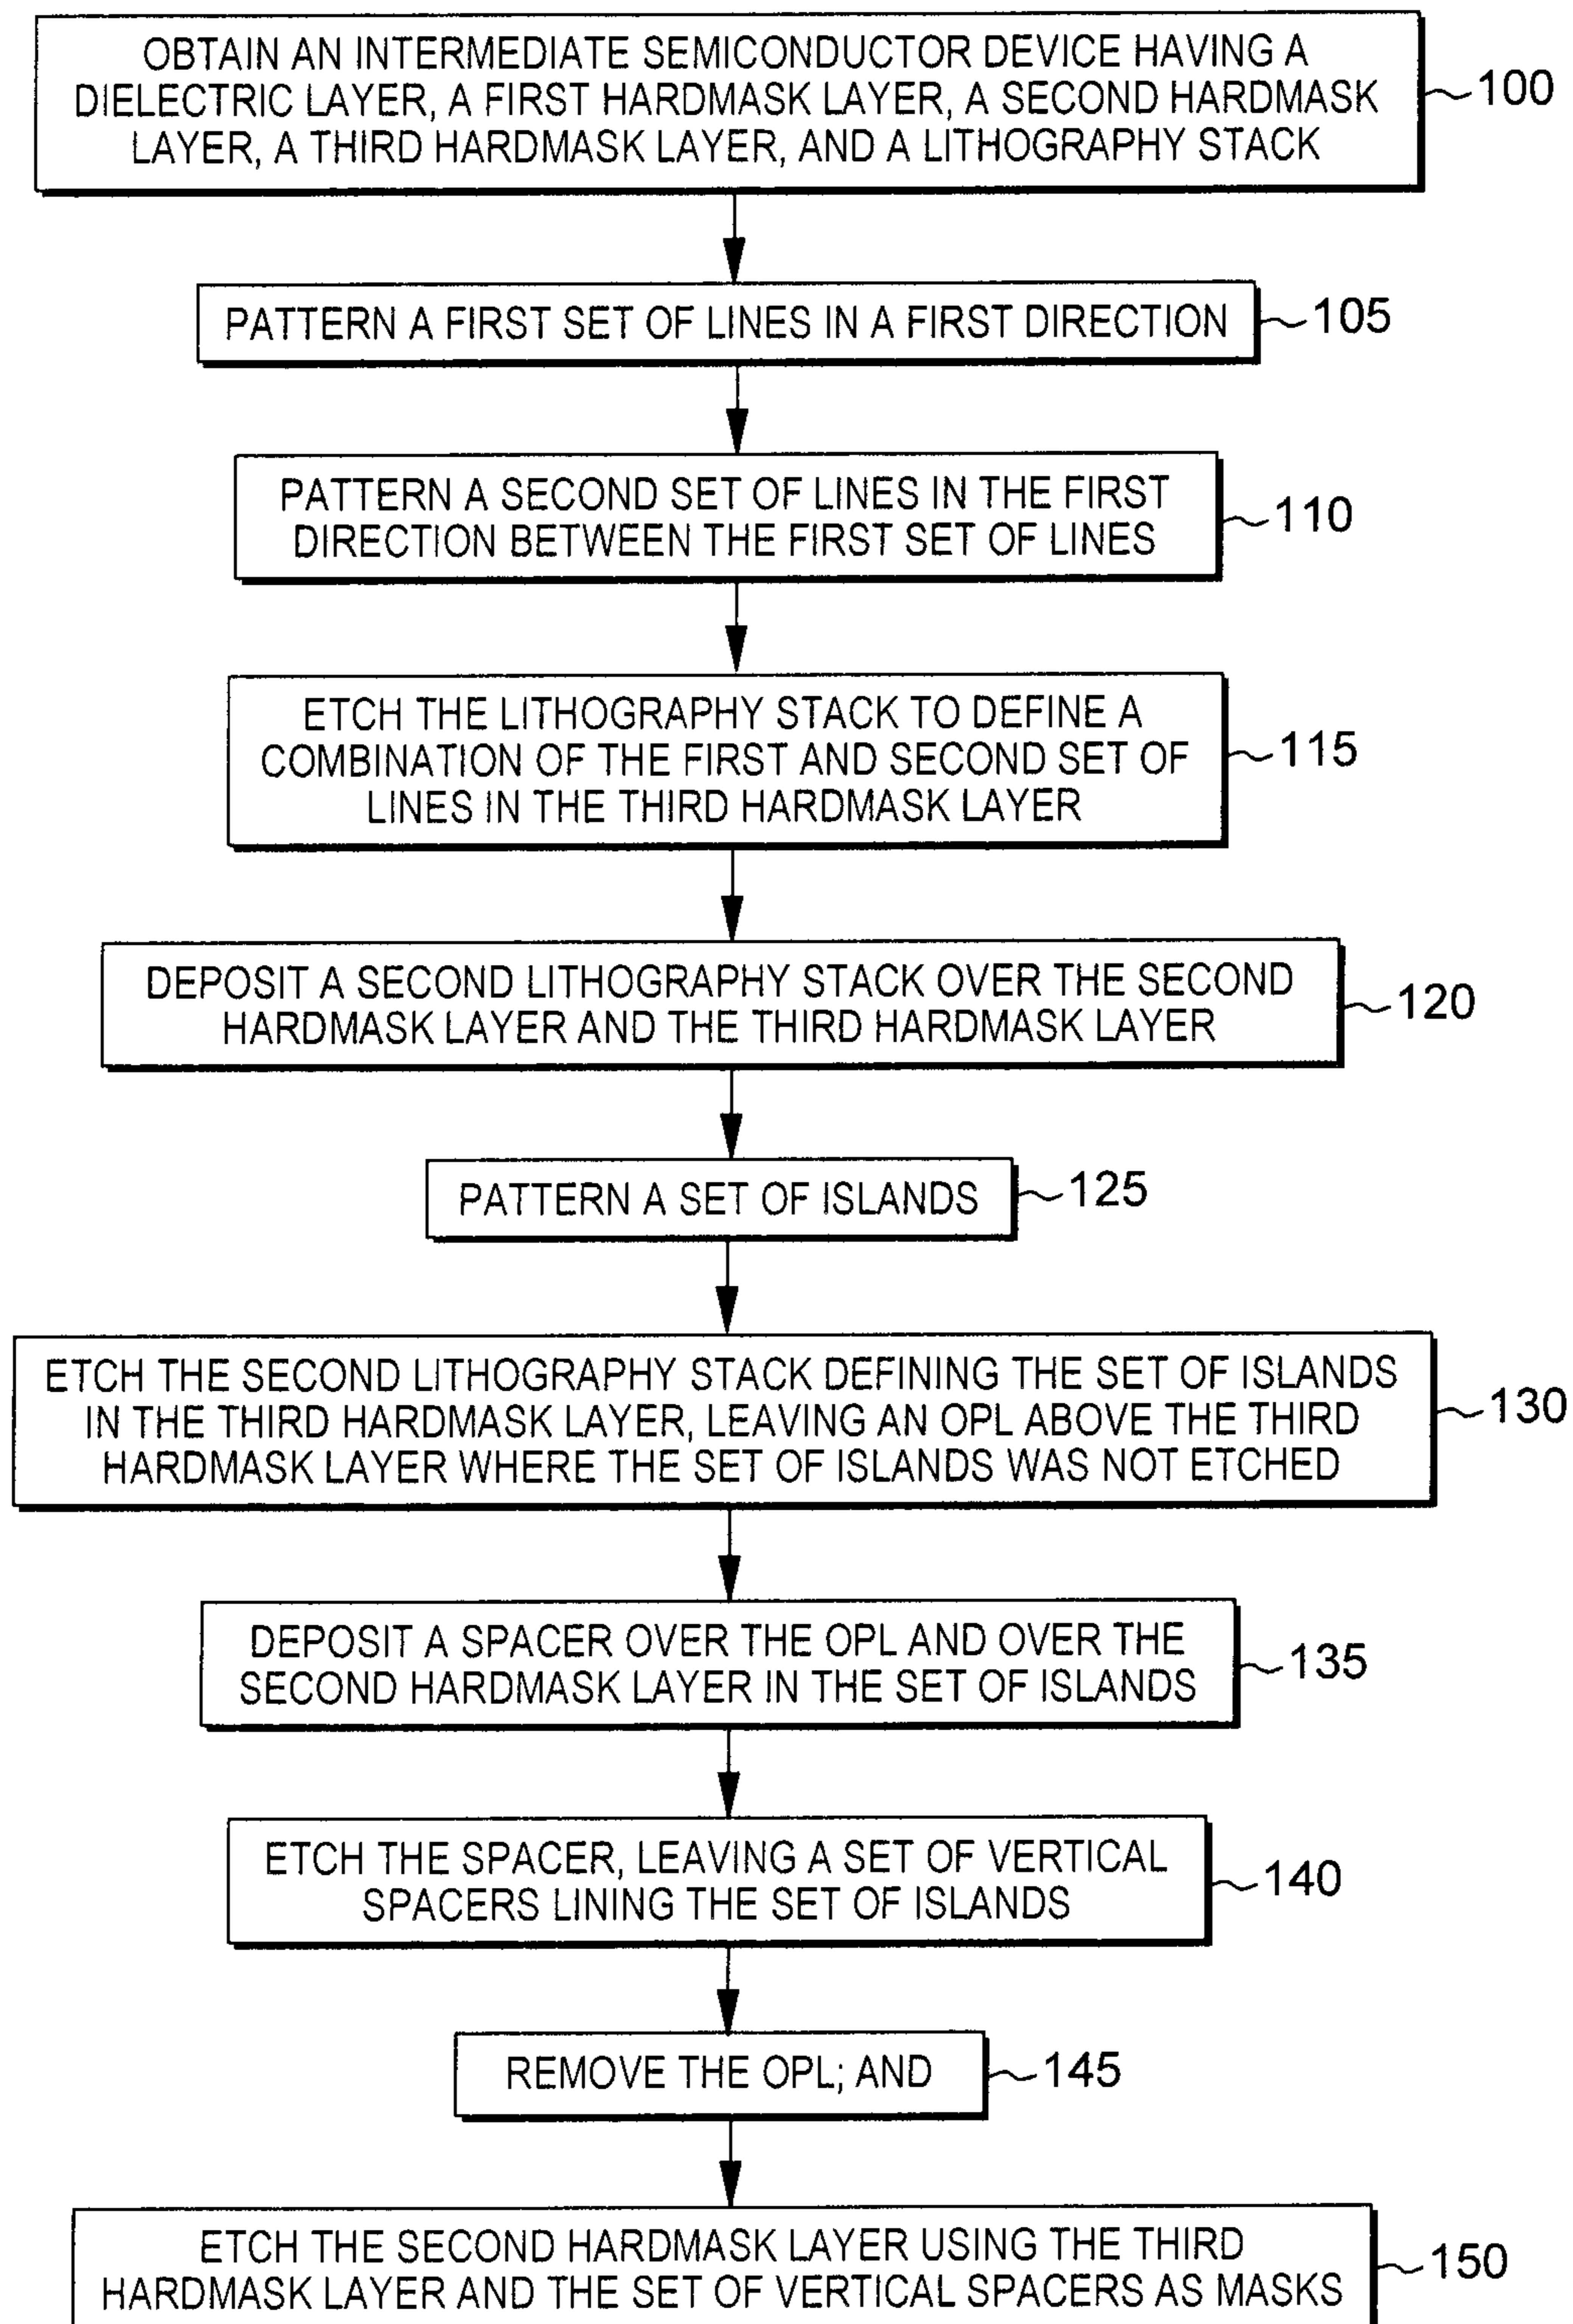 OBTAIN AN INTERMEDIATE SEMICONDUCTOR DEVICE HAVING A
DIELECTRIC LAYER, A FIRST HARDMASK LAYER, A SECOND HARDMASK
LAYER, A THIRD HARDMASK LAYER, AND A LITHOGRAPHY STACK
100
PATTERN A FIRST SET OF LINES IN A FIRST DIRECTION
105
PATTERN A SECOND SET OF LINES IN THE FIRST
DIRECTION BETWEEN THE FIRST SET OF LINES
110
ETCH THE LITHOGRAPHY STACK TO DEFINE A
COMBINATION OF THE FIRST AND SECOND SET OF
LINES IN THE THIRD HARDMASK LAYER
115
DEPOSIT A SECOND LITHOGRAPHY STACK OVER THE SECOND
HARDMASK LAYER AND THE THIRD HARDMASK LAYER
120
PATTERN A SET OF ISLANDS
125
ETCH THE SECOND LITHOGRAPHY STACK DEFINING THE SET OF ISLANDS
IN THE THIRD HARDMASK LAYER, LEAVING AN OPL ABOVE THE THIRD
HARDMASK LAYER WHERE THE SET OF ISLANDS WAS NOT ETCHED
130
DEPOSIT A SPACER OVER THE OPL AND OVER THE
SECOND HARDMASK LAYER IN THE SET OF ISLANDS
135
ETCH THE SPACER, LEAVING A SET OF VERTICAL
SPACERS LINING THE SET OF ISLANDS
140
REMOVE THE OPL; AND
145
ETCH THE SECOND HARDMASK LAYER USING THE THIRD
HARDMASK LAYER AND THE SET OF VERTICAL SPACERS AS MASKS
150